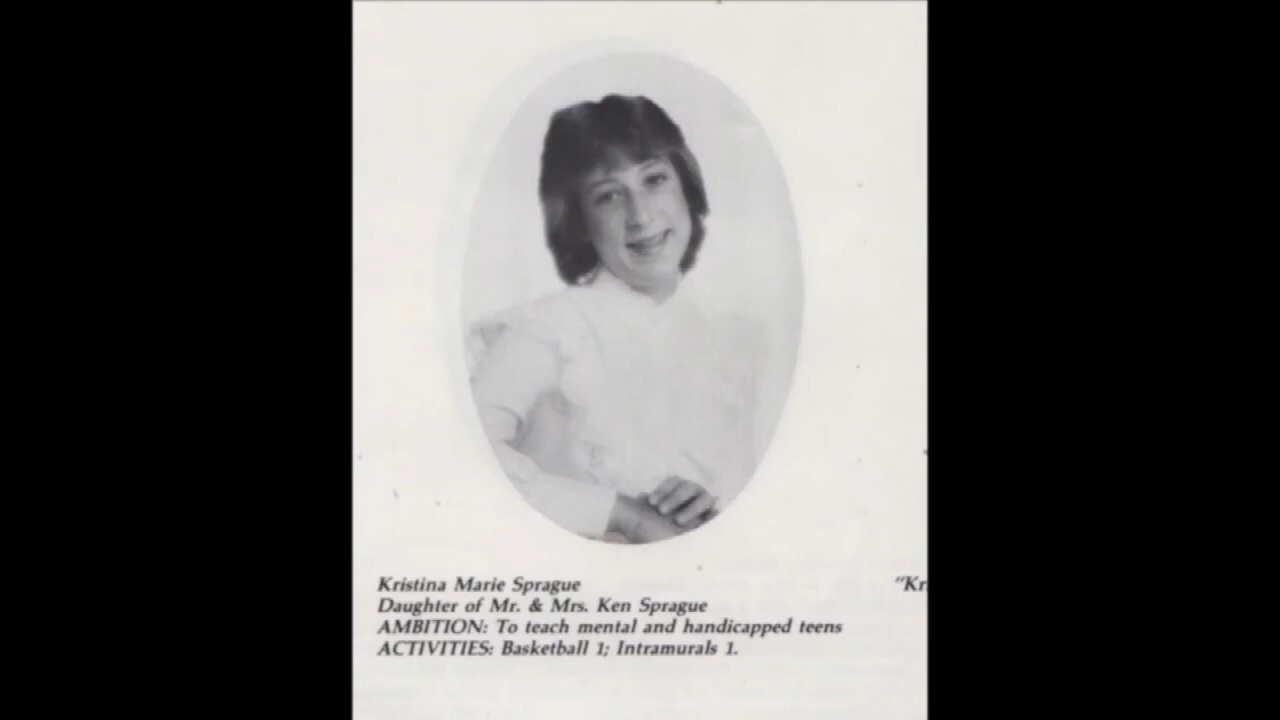 Kristina Marie Sprague "Kr
Daughter of Mr. & Mrs. Ken Sprague
AMBITION: To teach mental and handicapped teens
ACTIVITIES: Basketball 1; Intramurals 1.